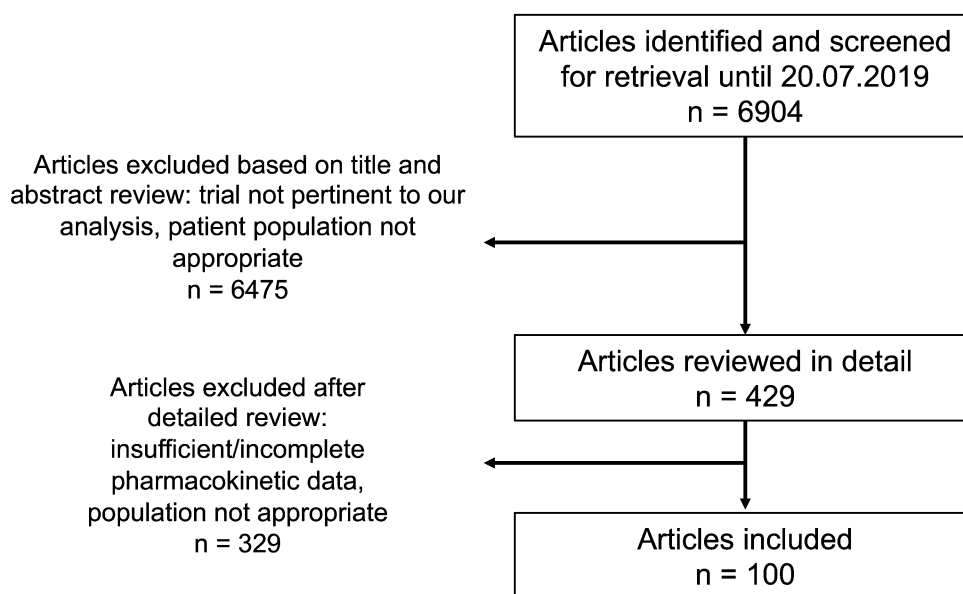 Articles identified and screened
for retrieval until 20.07.2019
n = 6904
Articles excluded based on title and
abstract review: trial not pertinent to our
analysis, patient population not
appropriate
n = 6475
Articles reviewed in detail
n = 429
Articles excluded after
detailed review:
insufficient/incomplete
pharmacokinetic data,
population not appropriate
n = 329
Articles included
n = 100